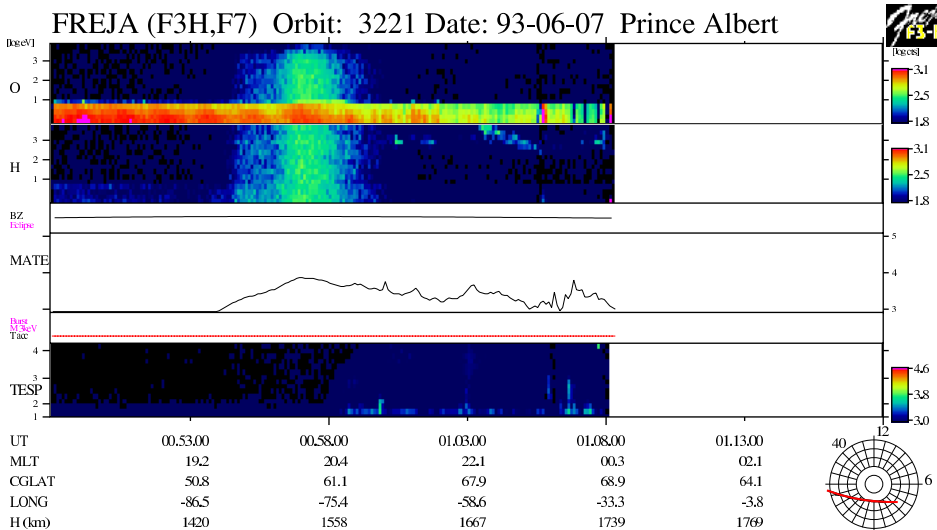 FREJA (F3H,F7) Orbit: 3221 Date: 93-06-07 Prince Albert
F3-
[log eV]
[log cts]
O
3
2
1
3.1
2.5
1.8
H
3
2
1
3.1
2.5
1.8
BZ
Eclipse
MATE
5
4
3
Burst
M 3keV
Tacc
TESP
4
3
2
1
4.6
3.8
3.0
UT 00.53.00 00.58.00 01.03.00 01.08.00 01.13.00
MLT 19.2 20.4 22.1 00.3 02.1
CGLAT 50.8 61.1 67.9 68.9 64.1
LONG -86.5 -75.4 -58.6 -33.3 -3.8
H (km) 1420 1558 1667 1739 1769
12
40
6